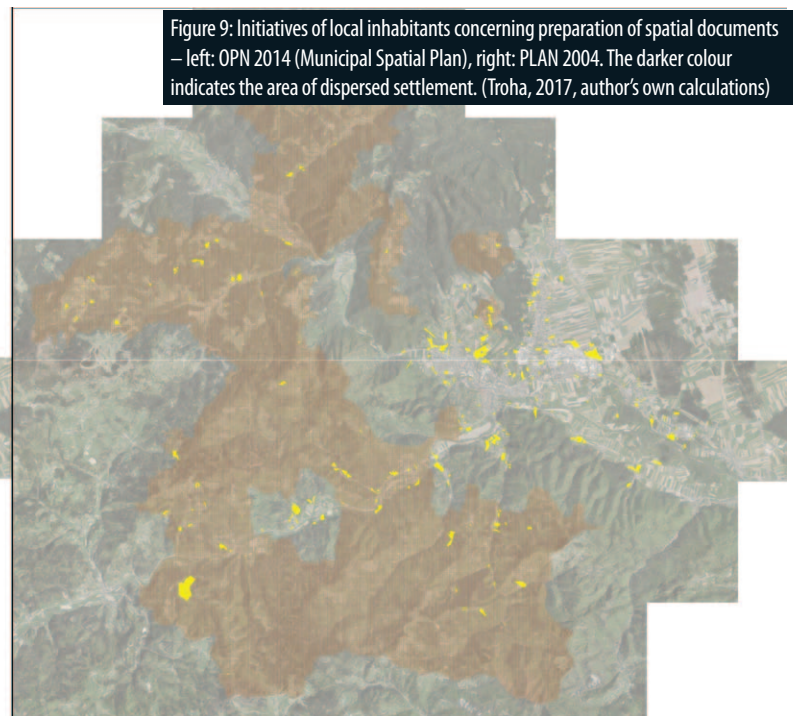 Figure 9: Initiatives of local inhabitants concerning preparation of spatial documents
– left: OPN 2014 (Municipal Spatial Plan), right: PLAN 2004. The darker colour
indicates the area of dispersed settlement. (Troha, 2017, author's own calculations)